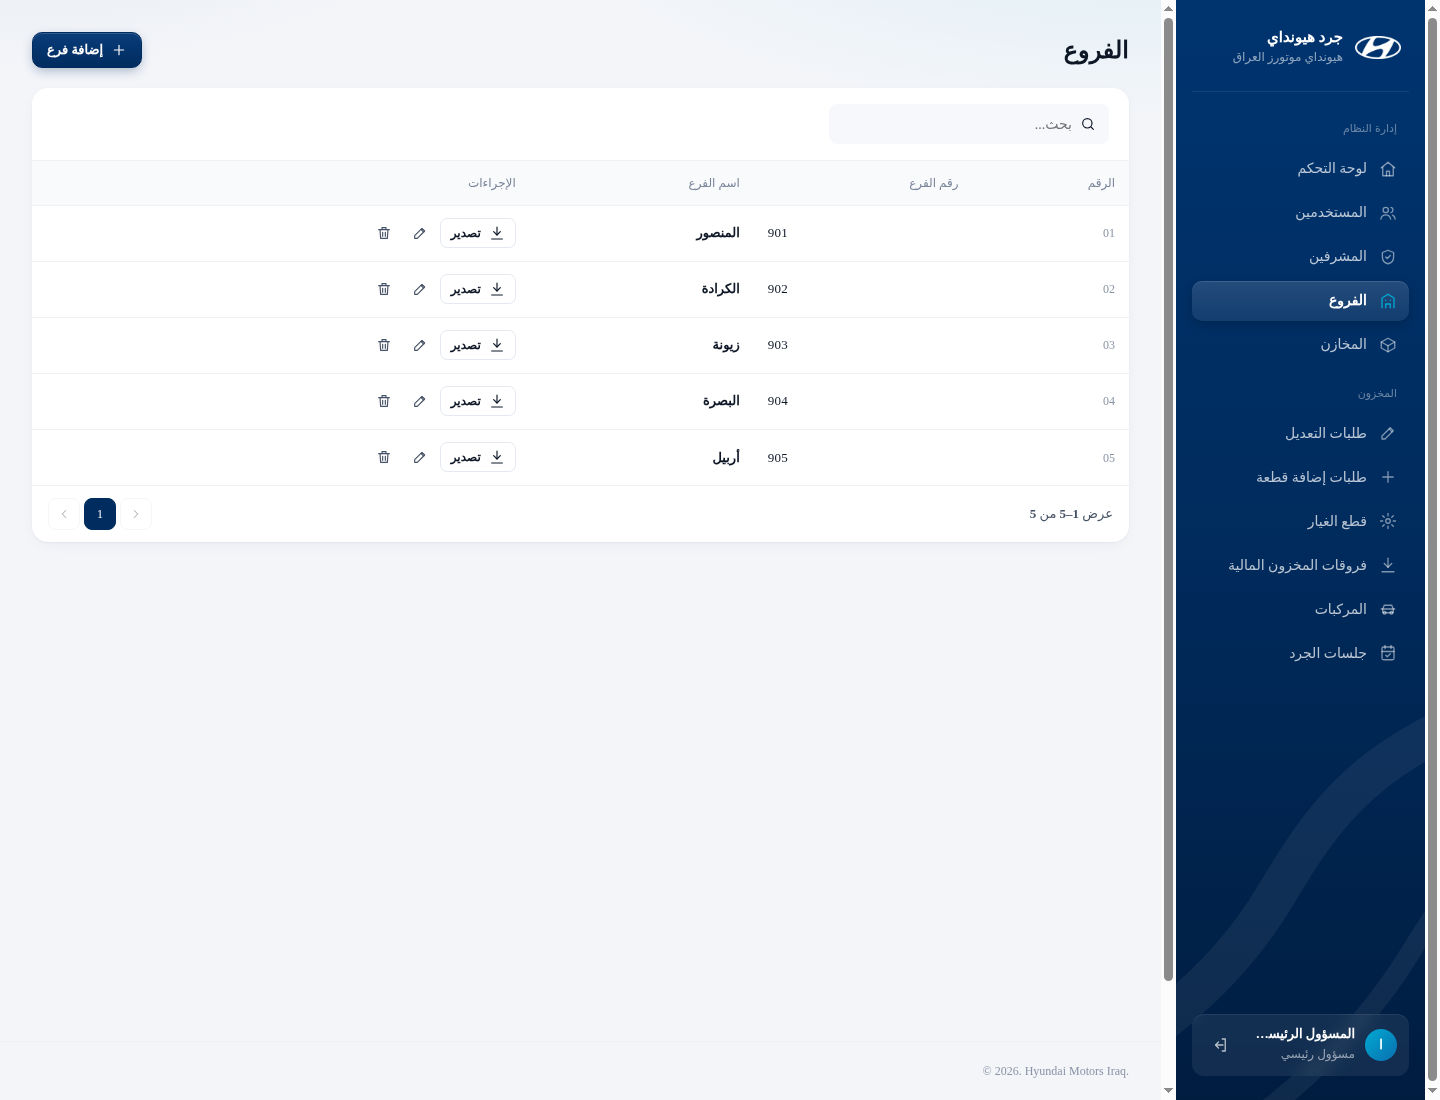 جرد هيونداي
هيونداي موتورز العراق
إدارة النظام
لوحة التحكم
المستخدمين
المشرفين
الفروع
المخازن
المخزون
طلبات التعديل
طلبات إضافة قطعة
قطع الغيار
فروقات المخزون المالية
المركبات
جلسات الجرد
المسؤول الرئيسـ...
مسؤول رئيسي
ا
الفروع
إضافة فرع
بحث...
الرقم رقم الفرع اسم الفرع الإجراءات
01 901 المنصور تصدير
02 902 الكرادة تصدير
03 903 زيونة تصدير
04 904 البصرة تصدير
05 905 أربيل تصدير
عرض 1–5 من 5
1
© 2026. Hyundai Motors Iraq.